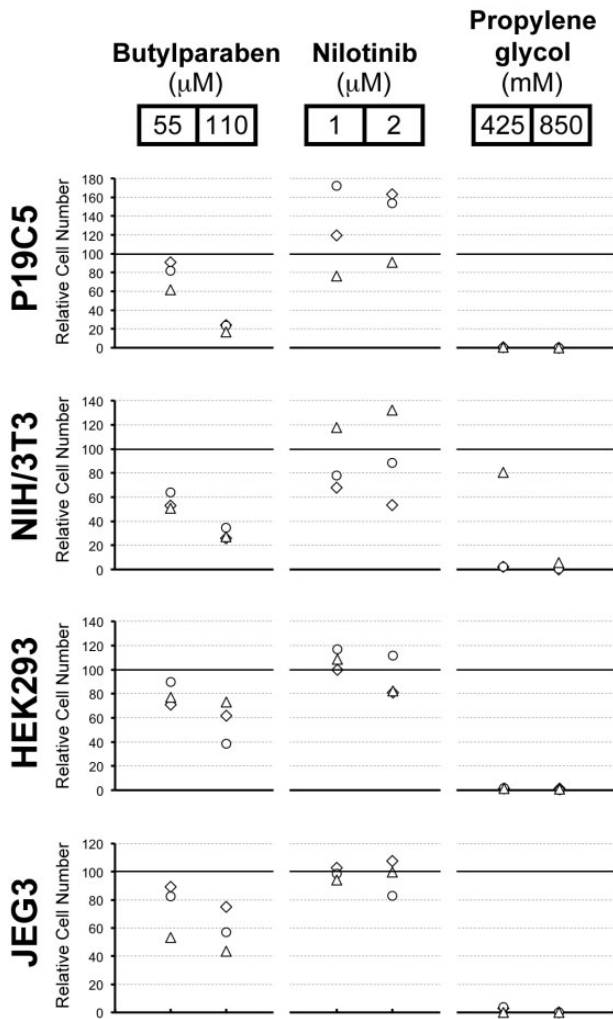 Butylparaben
(μM)
55 110
Nilotinib
(μM)
1 2
Propylene
glycol
(mM)
425 850
P19C5
Relative Cell Number
180
160
140
120
100
80
60
40
20
0
NIH/3T3
Relative Cell Number
140
120
100
80
60
40
20
0
HEK293
Relative Cell Number
140
120
100
80
60
40
20
0
JEG3
Relative Cell Number
120
100
80
60
40
20
0